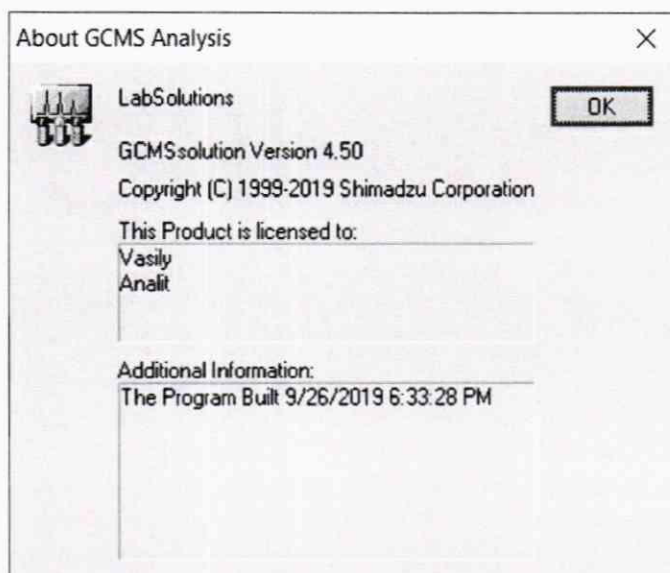 About GCMS Analysis
LabSolutions
OK
GCMSsolution Version 4.50
Copyright (C) 1999-2019 Shimadzu Corporation
This Product is licensed to:
Vasily
Analit
Additional Information:
The Program Built 9/26/2019 6:33:28 PM